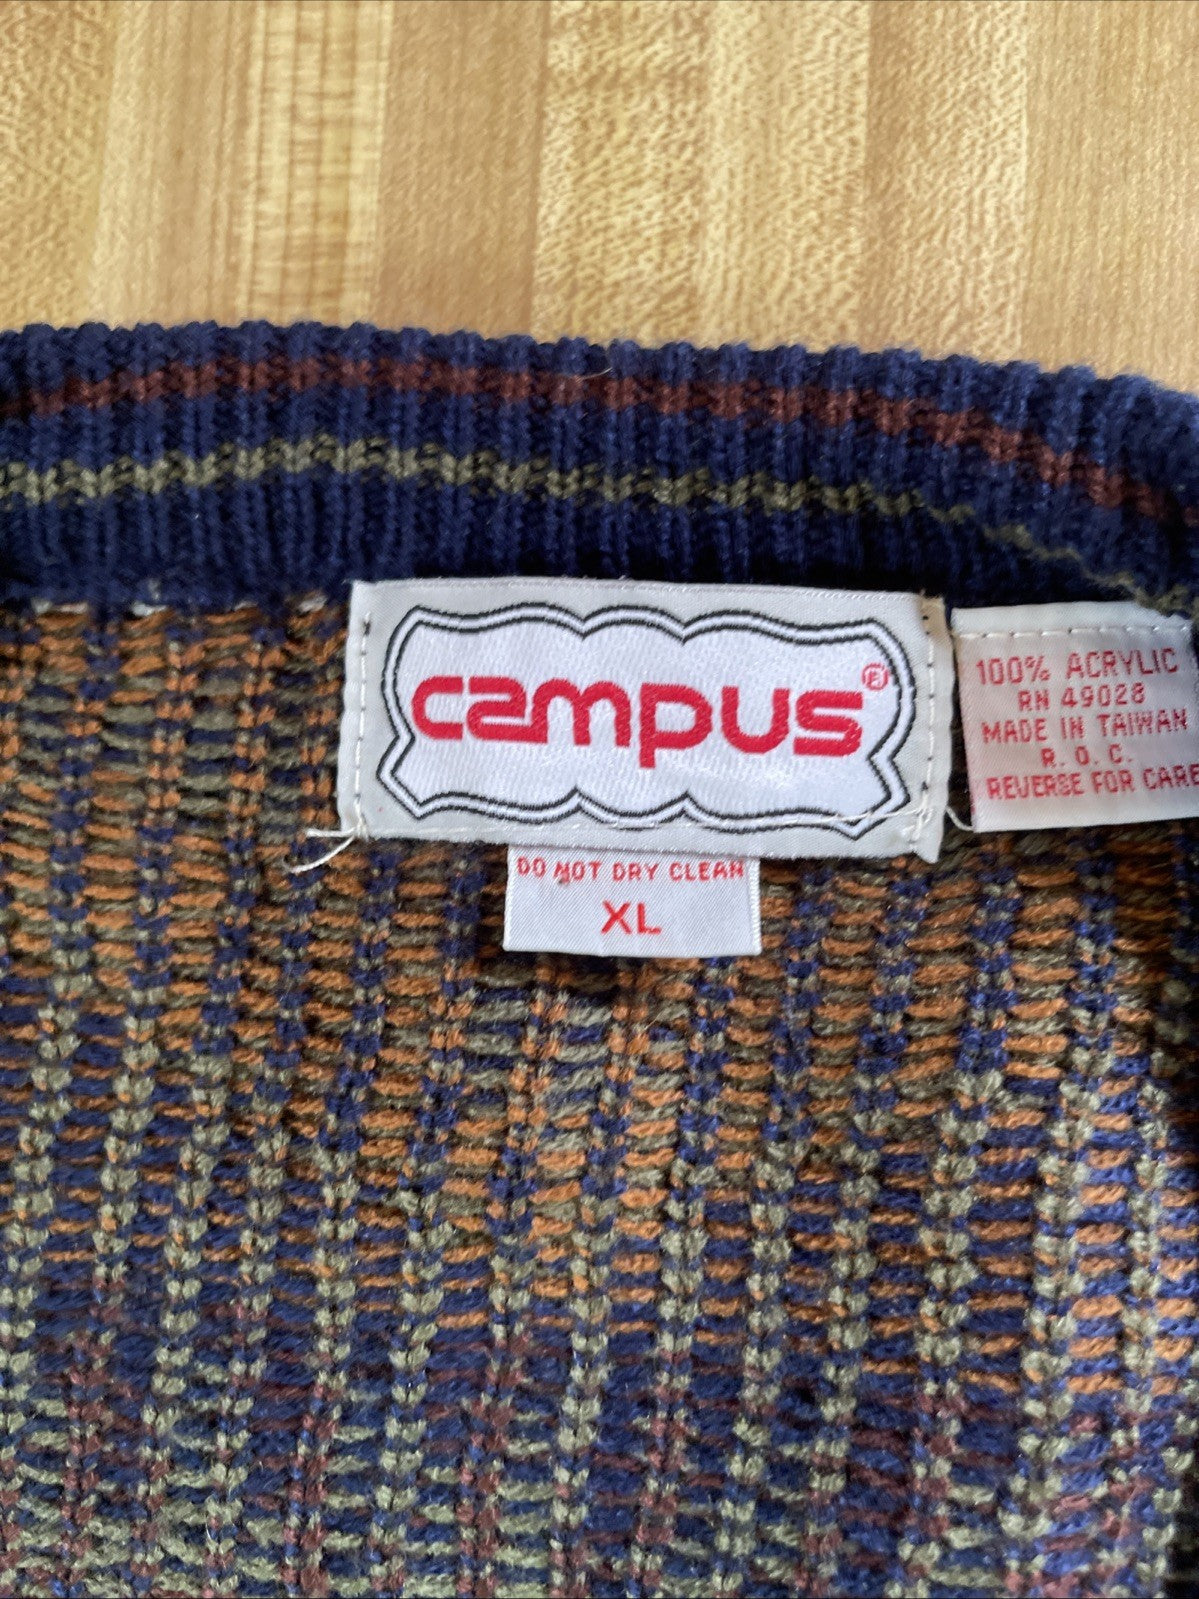 campus®
DO NOT DRY CLEAN
XL
100% ACRYLIC
RN 49028
MADE IN TAIWAN
R.O.C.
REVERSE FOR CARE